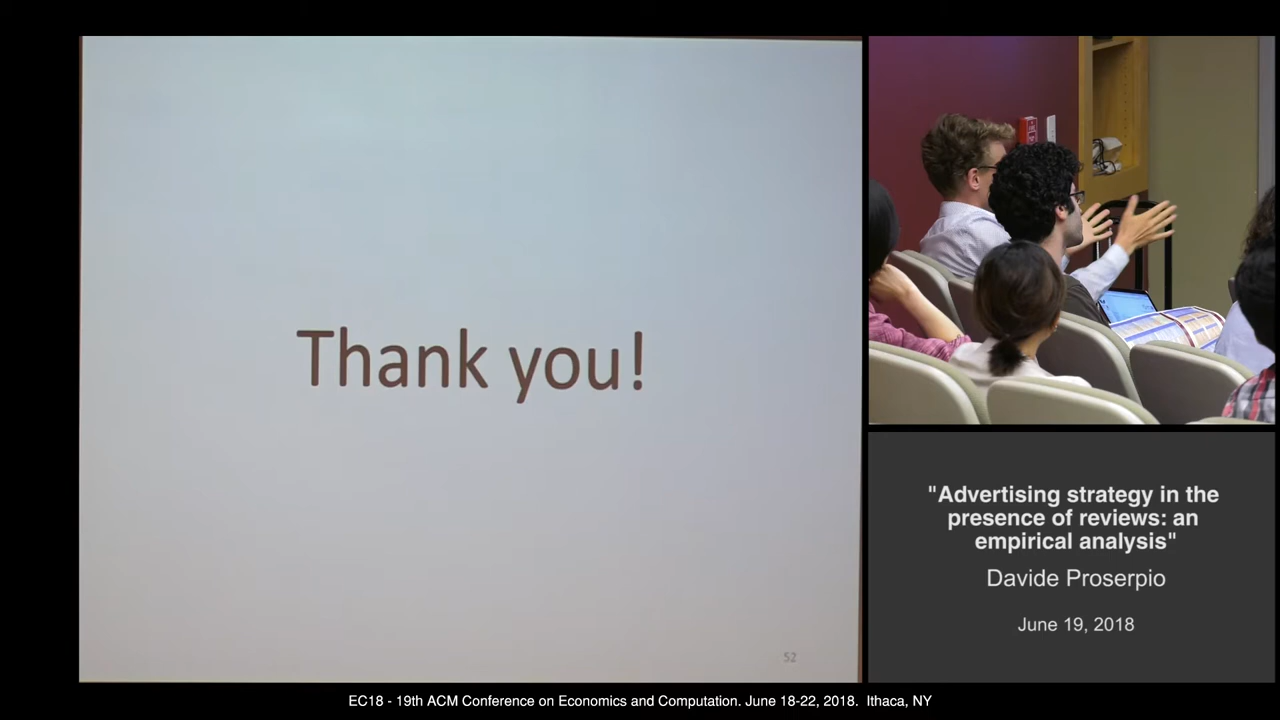 Thank you!
52
"Advertising strategy in the
presence of reviews: an
empirical analysis"
Davide Proserpio
June 19, 2018
EC18 - 19th ACM Conference on Economics and Computation. June 18-22, 2018.  Ithaca, NY